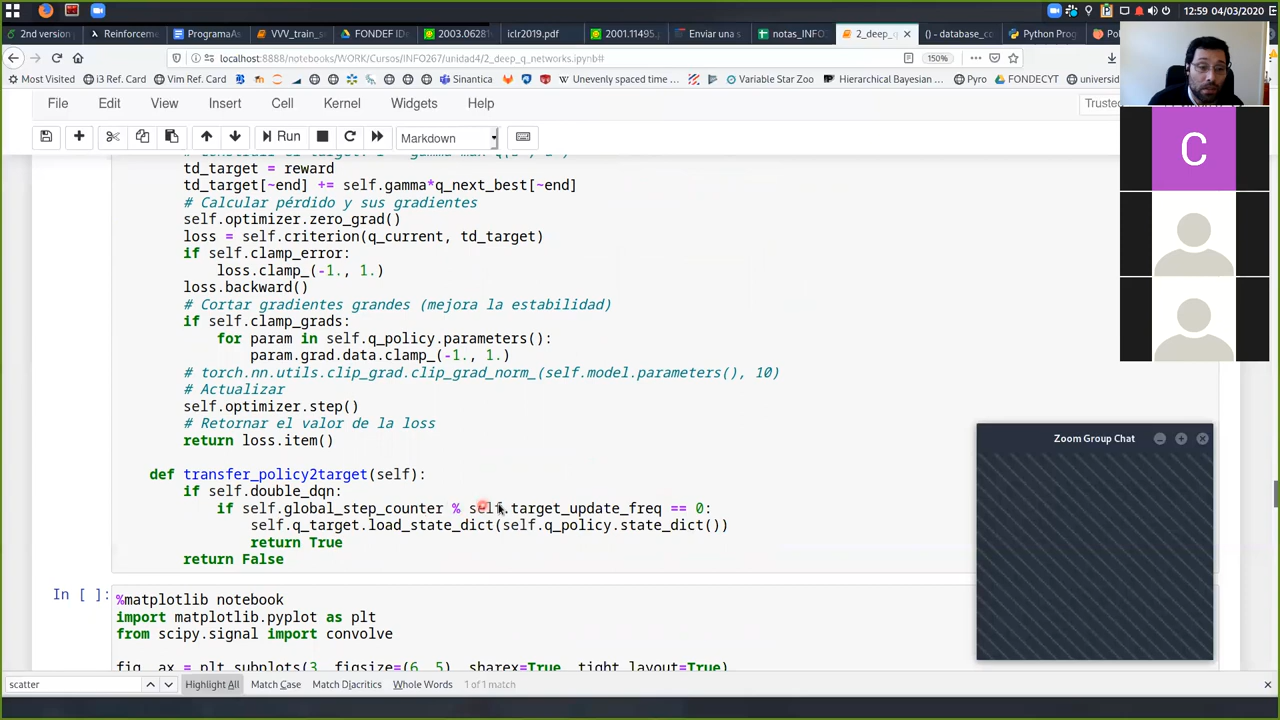 12:59 04/03/2020
2nd version
Reinforceme
ProgramaAs
VVV_train_s
FONDEF ID
2003.06281
iclr2019.pdf
2001.11495.
Enviar una s
notas_INFO
2_deep_q
() - database_cc
Python Prog
Pol
localhost:8888/notebooks/WORK/Cursos/INFO267/unidad4/2_deep_q_networks.ipynb#
150%
Most Visited
i3 Ref. Card
Vim Ref. Card
Sinantica
Unevenly spaced time …
Variable Star Zoo
Hierarchical Bayesian …
Pyro
FONDECYT
universi
File Edit View Insert Cell Kernel Widgets Help
Trusted
Run
Markdown
td_target = reward
td_target[~end] += self.gamma*q_next_best[~end]
# Calcular pérdido y sus gradientes
self.optimizer.zero_grad()
loss = self.criterion(q_current, td_target)
if self.clamp_error:
loss.clamp_(-1., 1.)
loss.backward()
# Cortar gradientes grandes (mejora la estabilidad)
if self.clamp_grads:
for param in self.q_policy.parameters():
param.grad.data.clamp_(-1., 1.)
# torch.nn.utils.clip_grad.clip_grad_norm_(self.model.parameters(), 10)
# Actualizar
self.optimizer.step()
# Retornar el valor de la loss
return loss.item()
def transfer_policy2target(self):
if self.double_dqn:
if self.global_step_counter % self.target_update_freq == 0:
self.q_target.load_state_dict(self.q_policy.state_dict())
return True
return False
In [ ]:
%matplotlib notebook
import matplotlib.pyplot as plt
from scipy.signal import convolve
fig, ax = plt.subplots(3, figsize=(6, 5), sharex=True, tight_layout=True)
C
Zoom Group Chat
scatter
Highlight All
Match Case
Match Diacritics
Whole Words
1 of 1 match